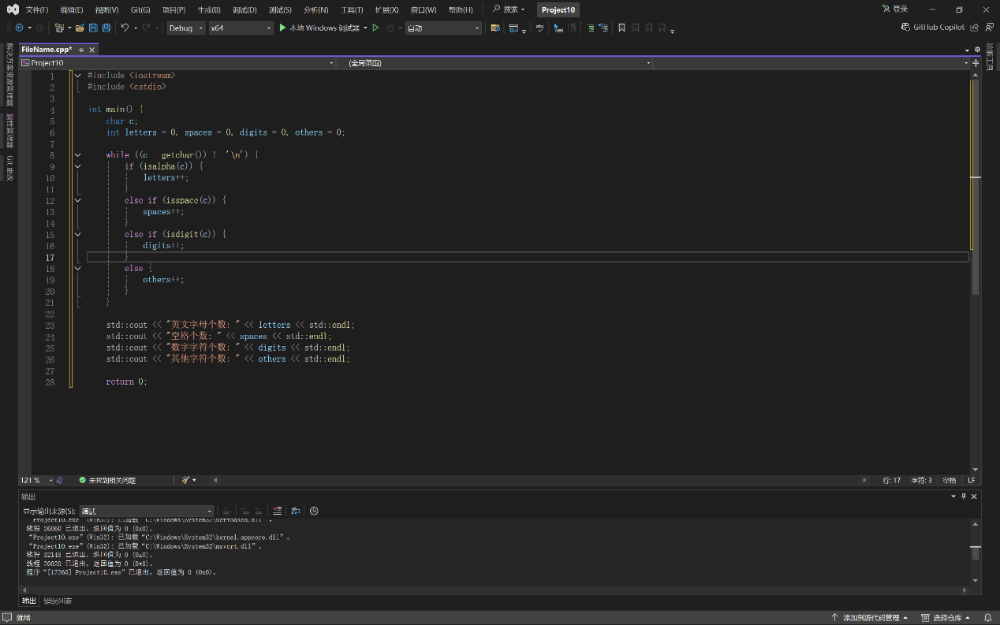 文件(F) 编辑(E) 视图(V) Git(G) 项目(P) 生成(B) 调试(D) 测试(S) 分析(N) 工具(T) 扩展(X) 窗口(W) 帮助(H) 搜索 Project10 登录
Debug x64 本地 Windows 调试器 自动 GitHub Copilot
解决方案资源管理器
属性管理器
Git 更改
诊断工具
FileName.cpp*
Project10 (全局范围)
1 #include <iostream>
2 #include <cstdio>
3
4 int main() {
5 char c;
6 int letters = 0, spaces = 0, digits = 0, others = 0;
7
8 while ((c getchar()) ! '\n') {
9 if (isalpha(c)) {
10 letters++;
11 }
12 else if (isspace(c)) {
13 spaces++;
14 }
15 else if (isdigit(c)) {
16 digits++;
17 }
18 else {
19 others++;
20 }
21 }
22
23 std::cout << "英文字母个数: " << letters << std::endl;
24 std::cout << "空格个数: " << spaces << std::endl;
25 std::cout << "数字字符个数: " << digits << std::endl;
26 std::cout << "其他字符个数: " << others << std::endl;
27
28 return 0;
121 % 未找到相关问题 行: 17 字符: 3 空格 LF
输出
显示输出来源(S): 调试
“Project10.exe” (Win32): 已加载 “C:\Windows\System32\ucrtbased.dll”。
线程 26060 已退出，返回值为 0 (0x0)。
“Project10.exe” (Win32): 已加载 “C:\Windows\System32\kernel.appcore.dll”。
“Project10.exe” (Win32): 已加载 “C:\Windows\System32\msvcrt.dll”。
线程 32148 已退出，返回值为 0 (0x0)。
线程 20820 已退出，返回值为 0 (0x0)。
程序 “[17260] Project10.exe” 已退出，返回值为 0 (0x0)。
输出 错误列表
就绪 添加到源代码管理 选择仓库